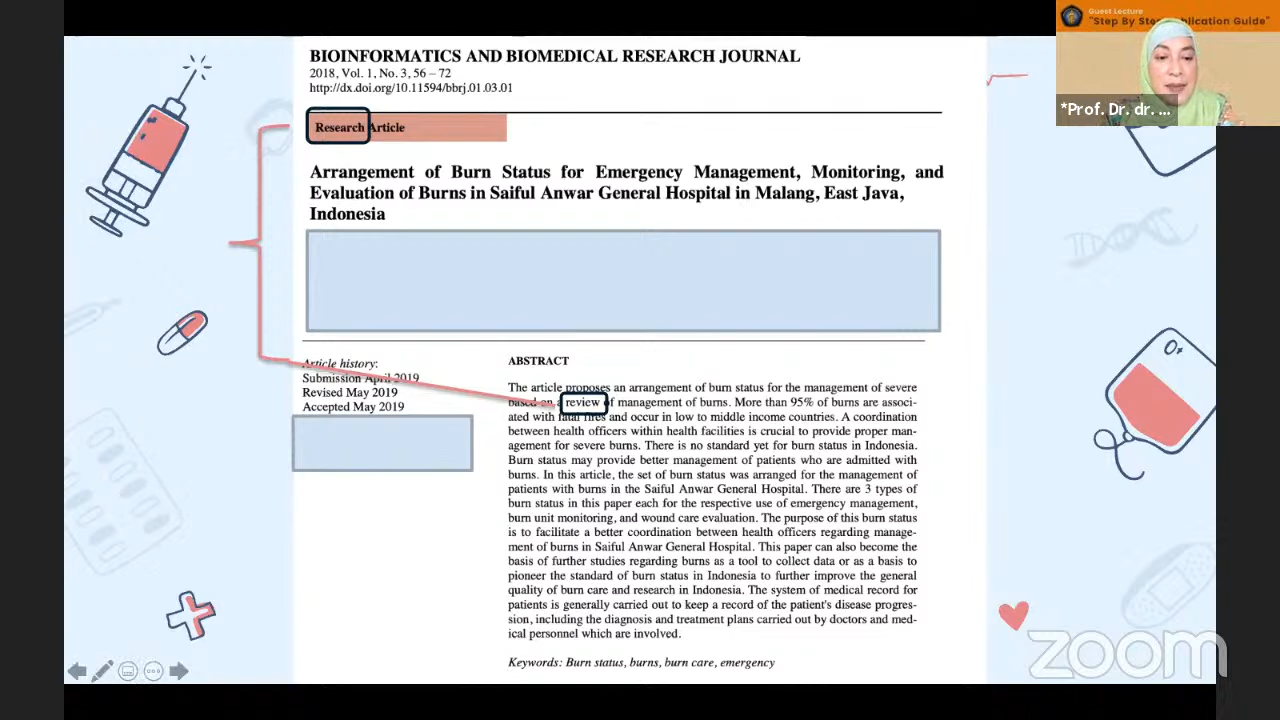 BIOINFORMATICS AND BIOMEDICAL RESEARCH JOURNAL
2018, Vol. 1, No. 3, 56 – 72
http://dx.doi.org/10.11594/bbrj.01.03.01
Research Article
Arrangement of Burn Status for Emergency Management, Monitoring, and
Evaluation of Burns in Saiful Anwar General Hospital in Malang, East Java,
Indonesia
Article history:
Submission April 2019
Revised May 2019
Accepted May 2019
ABSTRACT
The article proposes an arrangement of burn status for the management of severe
based on a review of management of burns. More than 95% of burns are associ-
ated with fatal fires and occur in low to middle income countries. A coordination
between health officers within health facilities is crucial to provide proper man-
agement for severe burns. There is no standard yet for burn status in Indonesia.
Burn status may provide better management of patients who are admitted with
burns. In this article, the set of burn status was arranged for the management of
patients with burns in the Saiful Anwar General Hospital. There are 3 types of
burn status in this paper each for the respective use of emergency management,
burn unit monitoring, and wound care evaluation. The purpose of this burn status
is to facilitate a better coordination between health officers regarding manage-
ment of burns in Saiful Anwar General Hospital. This paper can also become the
basis of further studies regarding burns as a tool to collect data or as a basis to
pioneer the standard of burn status in Indonesia to further improve the general
quality of burn care and research in Indonesia. The system of medical record for
patients is generally carried out to keep a record of the patient's disease progres-
sion, including the diagnosis and treatment plans carried out by doctors and med-
ical personnel which are involved.
Keywords: Burn status, burns, burn care, emergency
Guest Lecture
"Step By Step Publication Guide"
*Prof. Dr. dr. ...
O+
zoom